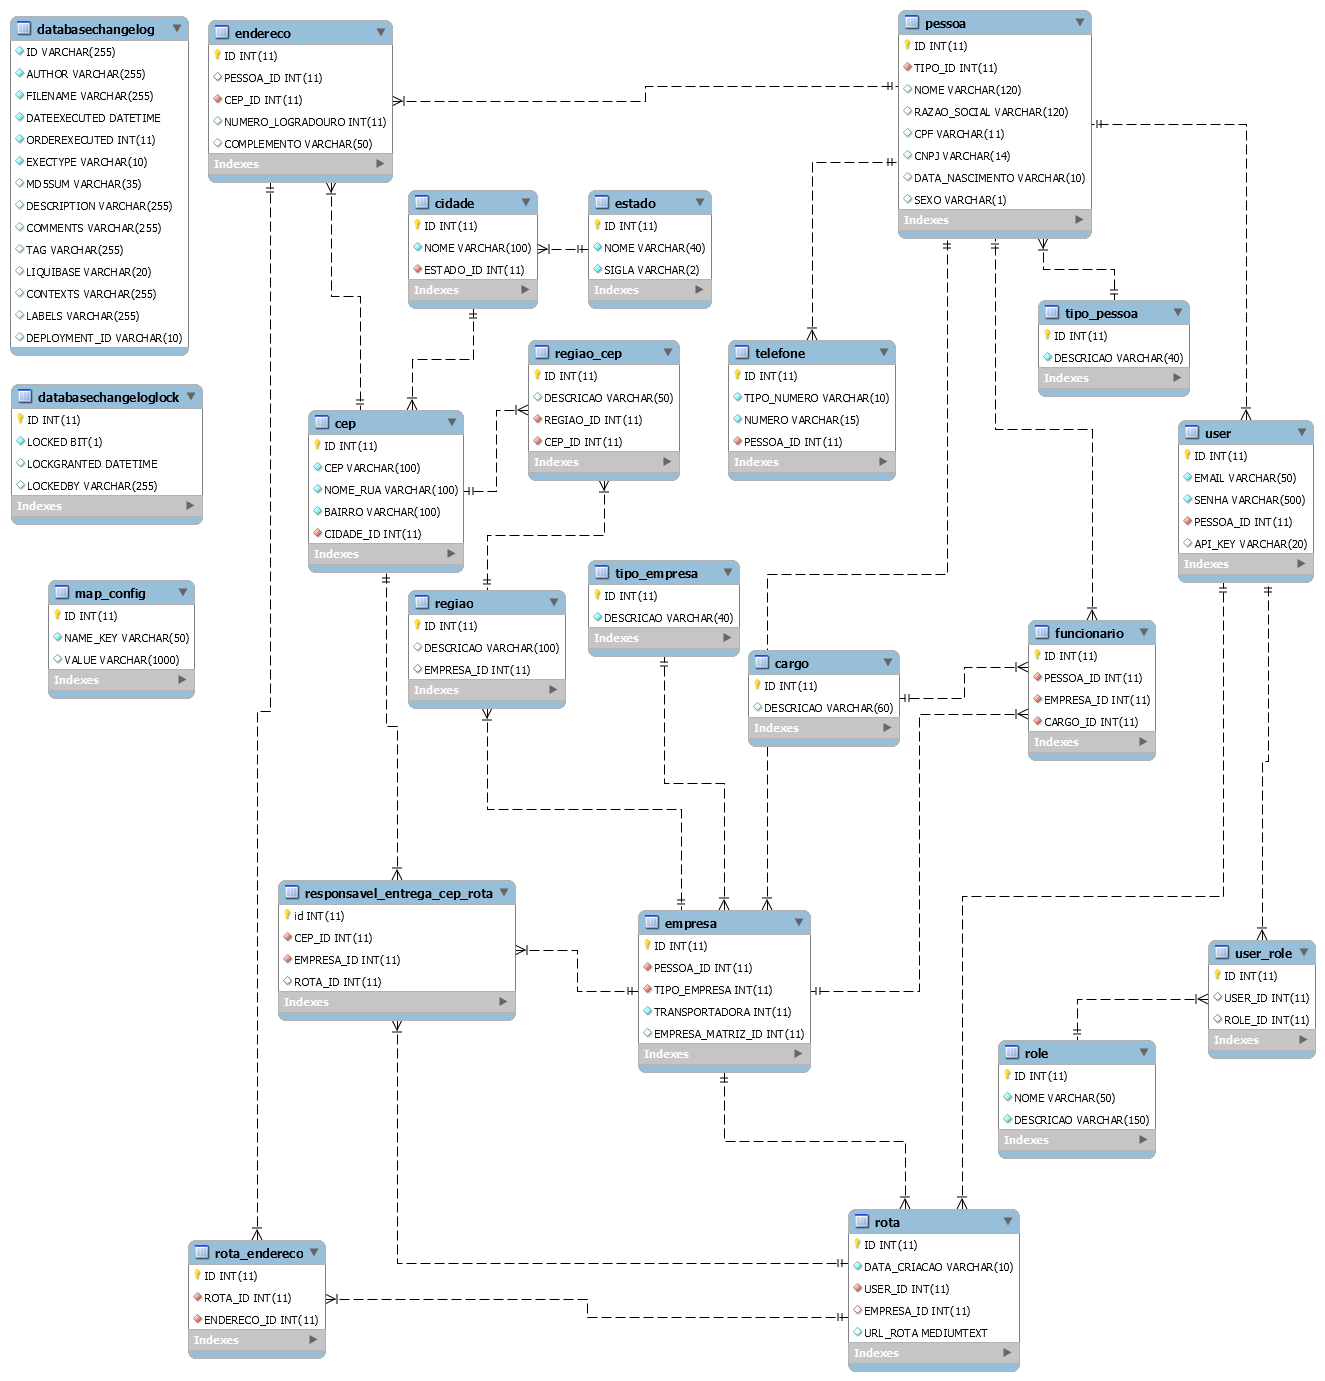 databasechangelog
ID VARCHAR(255)
AUTHOR VARCHAR(255)
FILENAME VARCHAR(255)
DATEEXECUTED DATETIME
ORDEREXECUTED INT(11)
EXECTYPE VARCHAR(10)
MD5SUM VARCHAR(35)
DESCRIPTION VARCHAR(255)
COMMENTS VARCHAR(255)
TAG VARCHAR(255)
LIQUIBASE VARCHAR(20)
CONTEXTS VARCHAR(255)
LABELS VARCHAR(255)
DEPLOYMENT_ID VARCHAR(10)
endereco
ID INT(11)
PESSOA_ID INT(11)
CEP_ID INT(11)
NUMERO_LOGRADOURO INT(11)
COMPLEMENTO VARCHAR(50)
Indexes
pessoa
ID INT(11)
TIPO_ID INT(11)
NOME VARCHAR(120)
RAZAO_SOCIAL VARCHAR(120)
CPF VARCHAR(11)
CNPJ VARCHAR(14)
DATA_NASCIMENTO VARCHAR(10)
SEXO VARCHAR(1)
Indexes
cidade
ID INT(11)
NOME VARCHAR(100)
ESTADO_ID INT(11)
Indexes
estado
ID INT(11)
NOME VARCHAR(40)
SIGLA VARCHAR(2)
Indexes
tipo_pessoa
ID INT(11)
DESCRICAO VARCHAR(40)
Indexes
regiao_cep
ID INT(11)
DESCRICAO VARCHAR(50)
REGIAO_ID INT(11)
CEP_ID INT(11)
Indexes
telefone
ID INT(11)
TIPO_NUMERO VARCHAR(10)
NUMERO VARCHAR(15)
PESSOA_ID INT(11)
Indexes
databasechangeloglock
ID INT(11)
LOCKED BIT(1)
LOCKGRANTED DATETIME
LOCKEDBY VARCHAR(255)
Indexes
cep
ID INT(11)
CEP VARCHAR(100)
NOME_RUA VARCHAR(100)
BAIRRO VARCHAR(100)
CIDADE_ID INT(11)
Indexes
user
ID INT(11)
EMAIL VARCHAR(50)
SENHA VARCHAR(500)
PESSOA_ID INT(11)
API_KEY VARCHAR(20)
Indexes
map_config
ID INT(11)
NAME_KEY VARCHAR(50)
VALUE VARCHAR(1000)
Indexes
regiao
ID INT(11)
DESCRICAO VARCHAR(100)
EMPRESA_ID INT(11)
Indexes
tipo_empresa
ID INT(11)
DESCRICAO VARCHAR(40)
Indexes
cargo
ID INT(11)
DESCRICAO VARCHAR(60)
Indexes
funcionario
ID INT(11)
PESSOA_ID INT(11)
EMPRESA_ID INT(11)
CARGO_ID INT(11)
Indexes
responsavel_entrega_cep_rota
id INT(11)
CEP_ID INT(11)
EMPRESA_ID INT(11)
ROTA_ID INT(11)
Indexes
empresa
ID INT(11)
PESSOA_ID INT(11)
TIPO_EMPRESA INT(11)
TRANSPORTADORA INT(11)
EMPRESA_MATRIZ_ID INT(11)
Indexes
user_role
ID INT(11)
USER_ID INT(11)
ROLE_ID INT(11)
Indexes
role
ID INT(11)
NOME VARCHAR(50)
DESCRICAO VARCHAR(150)
Indexes
rota_endereco
ID INT(11)
ROTA_ID INT(11)
ENDERECO_ID INT(11)
Indexes
rota
ID INT(11)
DATA_CRIACAO VARCHAR(10)
USER_ID INT(11)
EMPRESA_ID INT(11)
URL_ROTA MEDIUMTEXT
Indexes